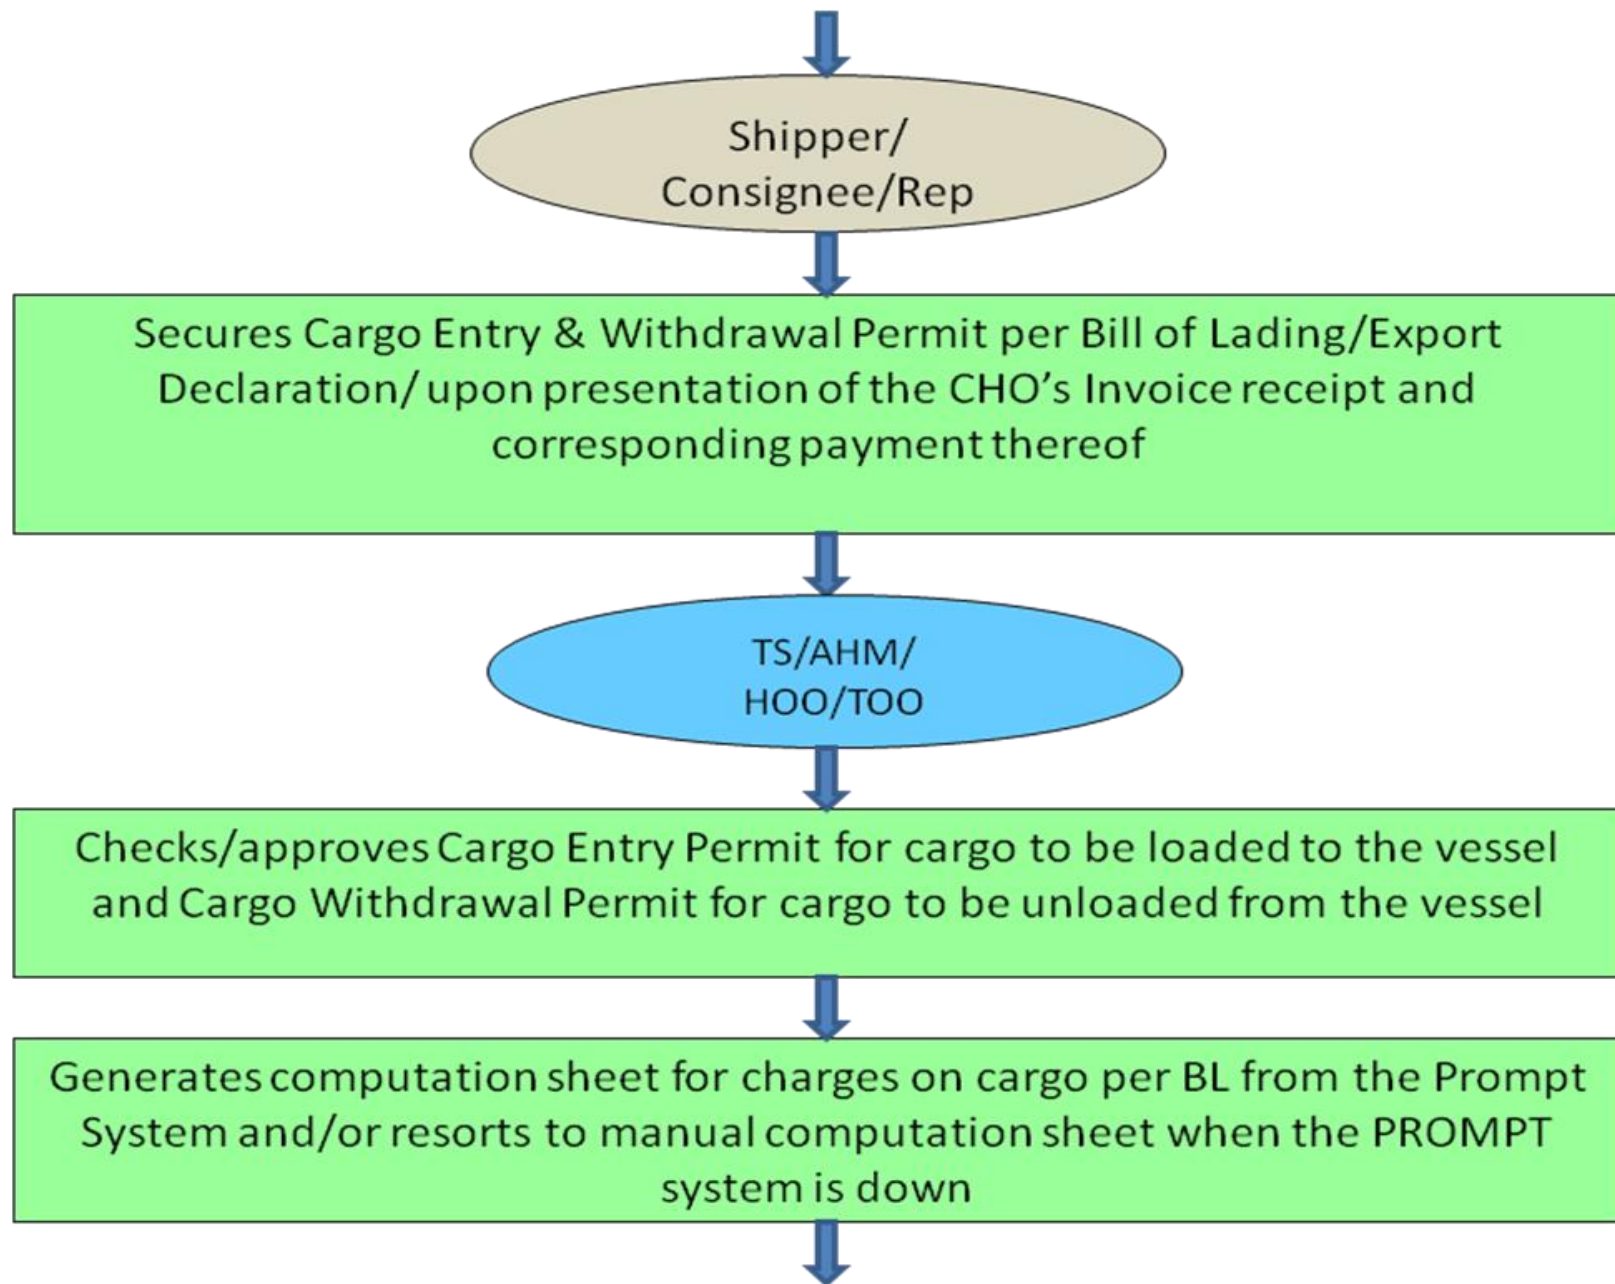 Shipper/
Consignee/Rep
Secures Cargo Entry & Withdrawal Permit per Bill of Lading/Export
Declaration/ upon presentation of the CHO’s Invoice receipt and
corresponding payment thereof
TS/AHM/
HOO/TOO
Checks/approves Cargo Entry Permit for cargo to be loaded to the vessel
and Cargo Withdrawal Permit for cargo to be unloaded from the vessel
Generates computation sheet for charges on cargo per BL from the Prompt
System and/or resorts to manual computation sheet when the PROMPT
system is down